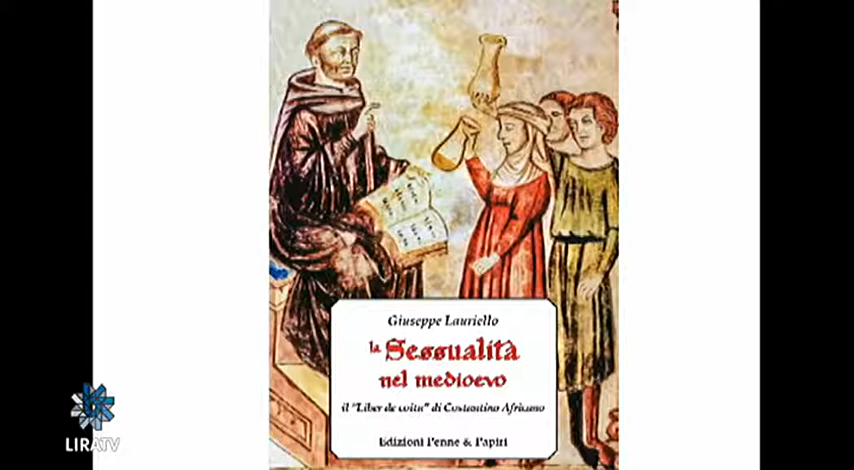 Giuseppe Lauriello
la Sessualità
nel medioevo
il "Liber de coitu" di Costantino Africano
Edizioni Penne & Papiri
LIRATV